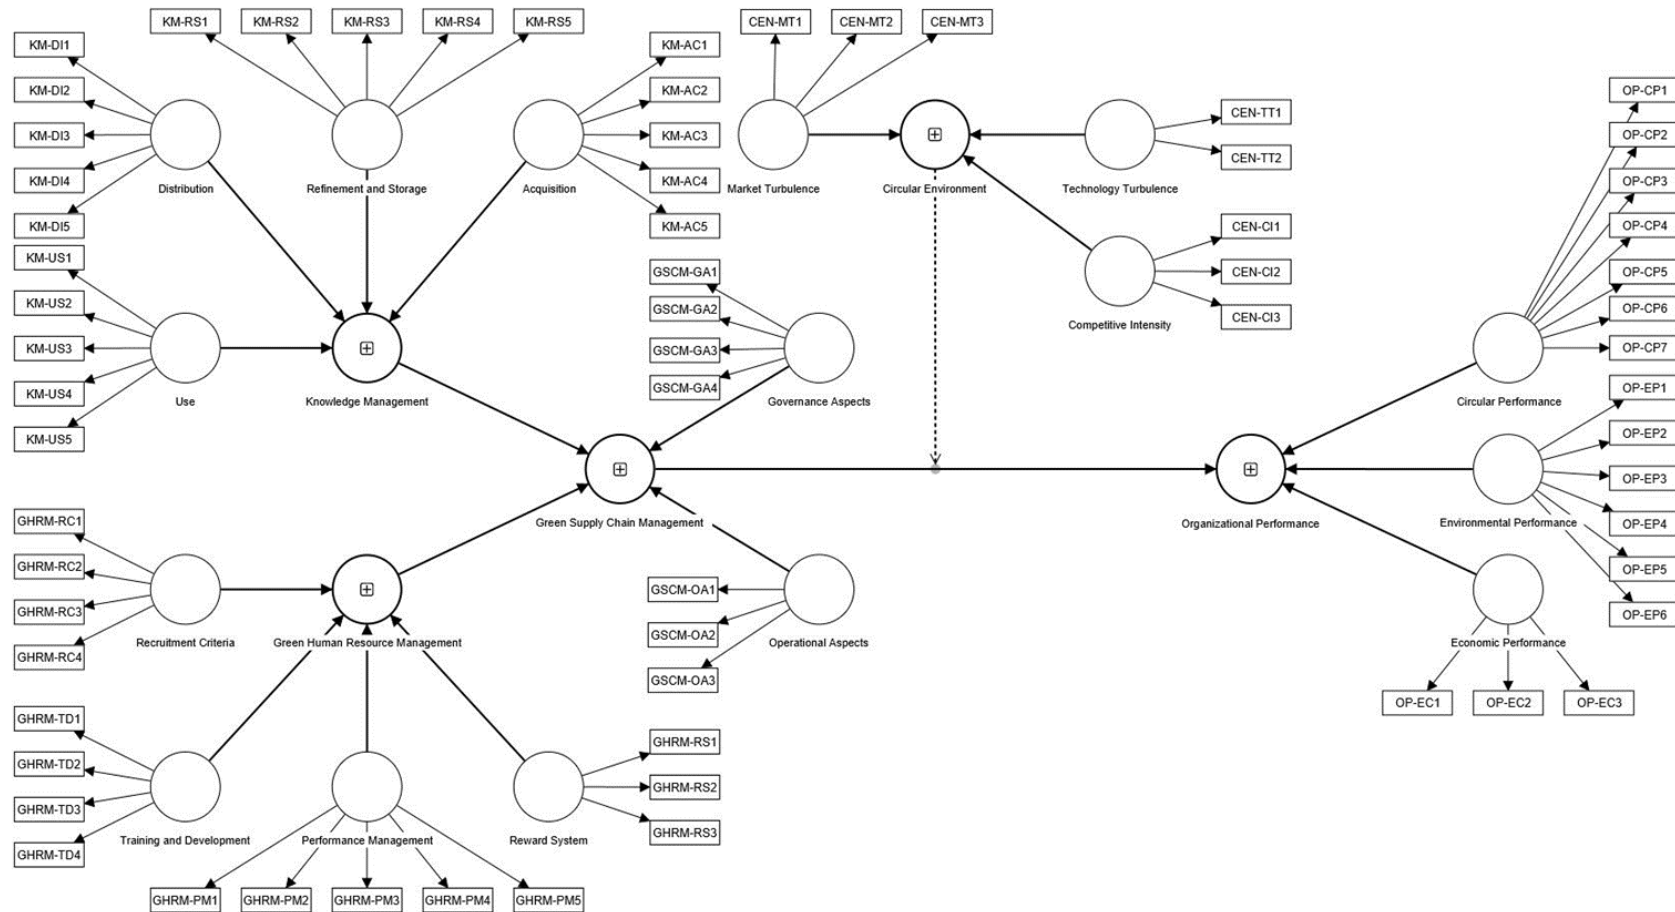 KM-RS1
KM-RS2
KM-RS3
KM-RS4
KM-RS5
CEN-MT1
CEN-MT2
CEN-MT3
KM-DI1
KM-DI2
KM-DI3
KM-DI4
KM-DI5
KM-AC1
KM-AC2
KM-AC3
KM-AC4
KM-AC5
CEN-TT1
CEN-TT2
OP-CP1
OP-CP2
OP-CP3
OP-CP4
OP-CP5
OP-CP6
OP-CP7
Distribution
Refinement and Storage
Acquisition
Market Turbulence
Circular Environment
Technology Turbulence
CEN-CI1
CEN-CI2
CEN-CI3
Competitive Intensity
KM-US1
KM-US2
KM-US3
KM-US4
KM-US5
Use
Knowledge Management
GSCM-GA1
GSCM-GA2
GSCM-GA3
GSCM-GA4
Governance Aspects
Circular Performance
OP-EP1
OP-EP2
OP-EP3
OP-EP4
OP-EP5
OP-EP6
Green Supply Chain Management
Organizational Performance
Environmental Performance
GHRM-RC1
GHRM-RC2
GHRM-RC3
GHRM-RC4
Recruitment Criteria
Green Human Resource Management
GSCM-OA1
GSCM-OA2
GSCM-OA3
Operational Aspects
Economic Performance
OP-EC1
OP-EC2
OP-EC3
GHRM-TD1
GHRM-TD2
GHRM-TD3
GHRM-TD4
Training and Development
Performance Management
Reward System
GHRM-RS1
GHRM-RS2
GHRM-RS3
GHRM-PM1
GHRM-PM2
GHRM-PM3
GHRM-PM4
GHRM-PM5